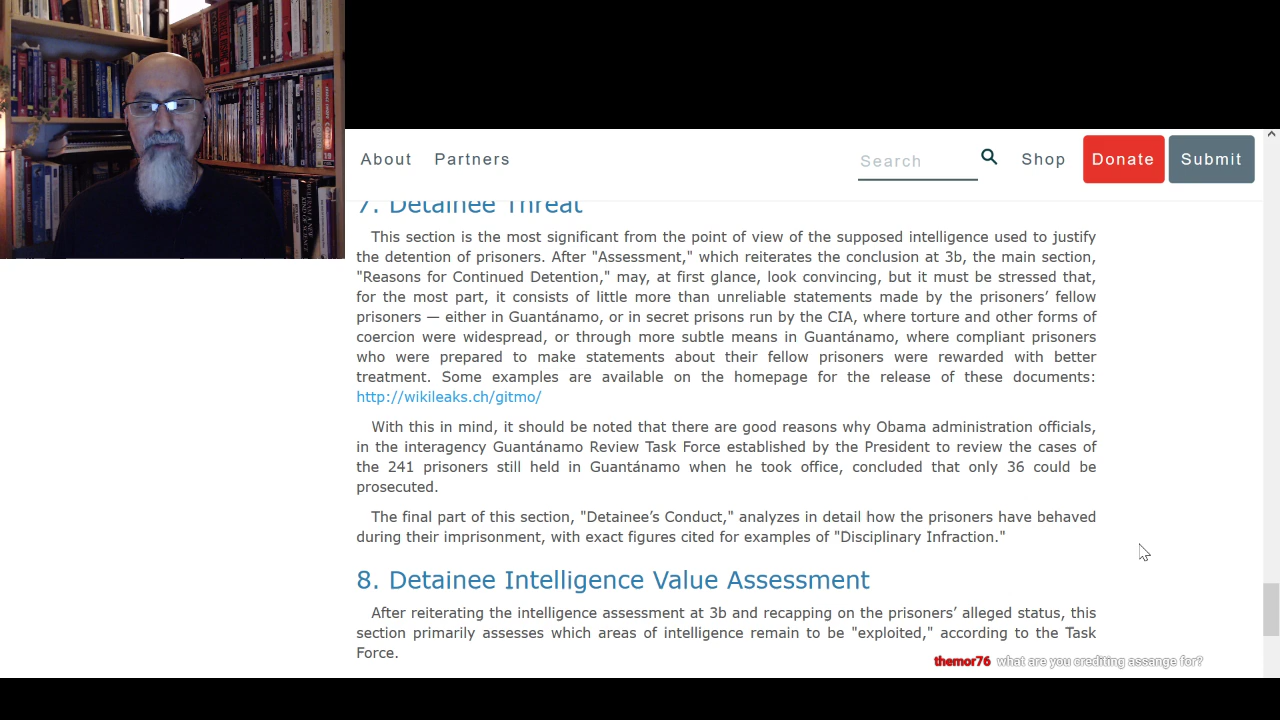 About Partners Search Shop Donate Submit
7. Detainee Threat
This section is the most significant from the point of view of the supposed intelligence used to justify
the detention of prisoners. After "Assessment," which reiterates the conclusion at 3b, the main section,
"Reasons for Continued Detention," may, at first glance, look convincing, but it must be stressed that,
for the most part, it consists of little more than unreliable statements made by the prisoners’ fellow
prisoners — either in Guantánamo, or in secret prisons run by the CIA, where torture and other forms of
coercion were widespread, or through more subtle means in Guantánamo, where compliant prisoners
who were prepared to make statements about their fellow prisoners were rewarded with better
treatment. Some examples are available on the homepage for the release of these documents:
http://wikileaks.ch/gitmo/
With this in mind, it should be noted that there are good reasons why Obama administration officials,
in the interagency Guantánamo Review Task Force established by the President to review the cases of
the 241 prisoners still held in Guantánamo when he took office, concluded that only 36 could be
prosecuted.
The final part of this section, "Detainee’s Conduct," analyzes in detail how the prisoners have behaved
during their imprisonment, with exact figures cited for examples of "Disciplinary Infraction."
8. Detainee Intelligence Value Assessment
After reiterating the intelligence assessment at 3b and recapping on the prisoners’ alleged status, this
section primarily assesses which areas of intelligence remain to be "exploited," according to the Task
Force.
themor76 what are you crediting assange for?